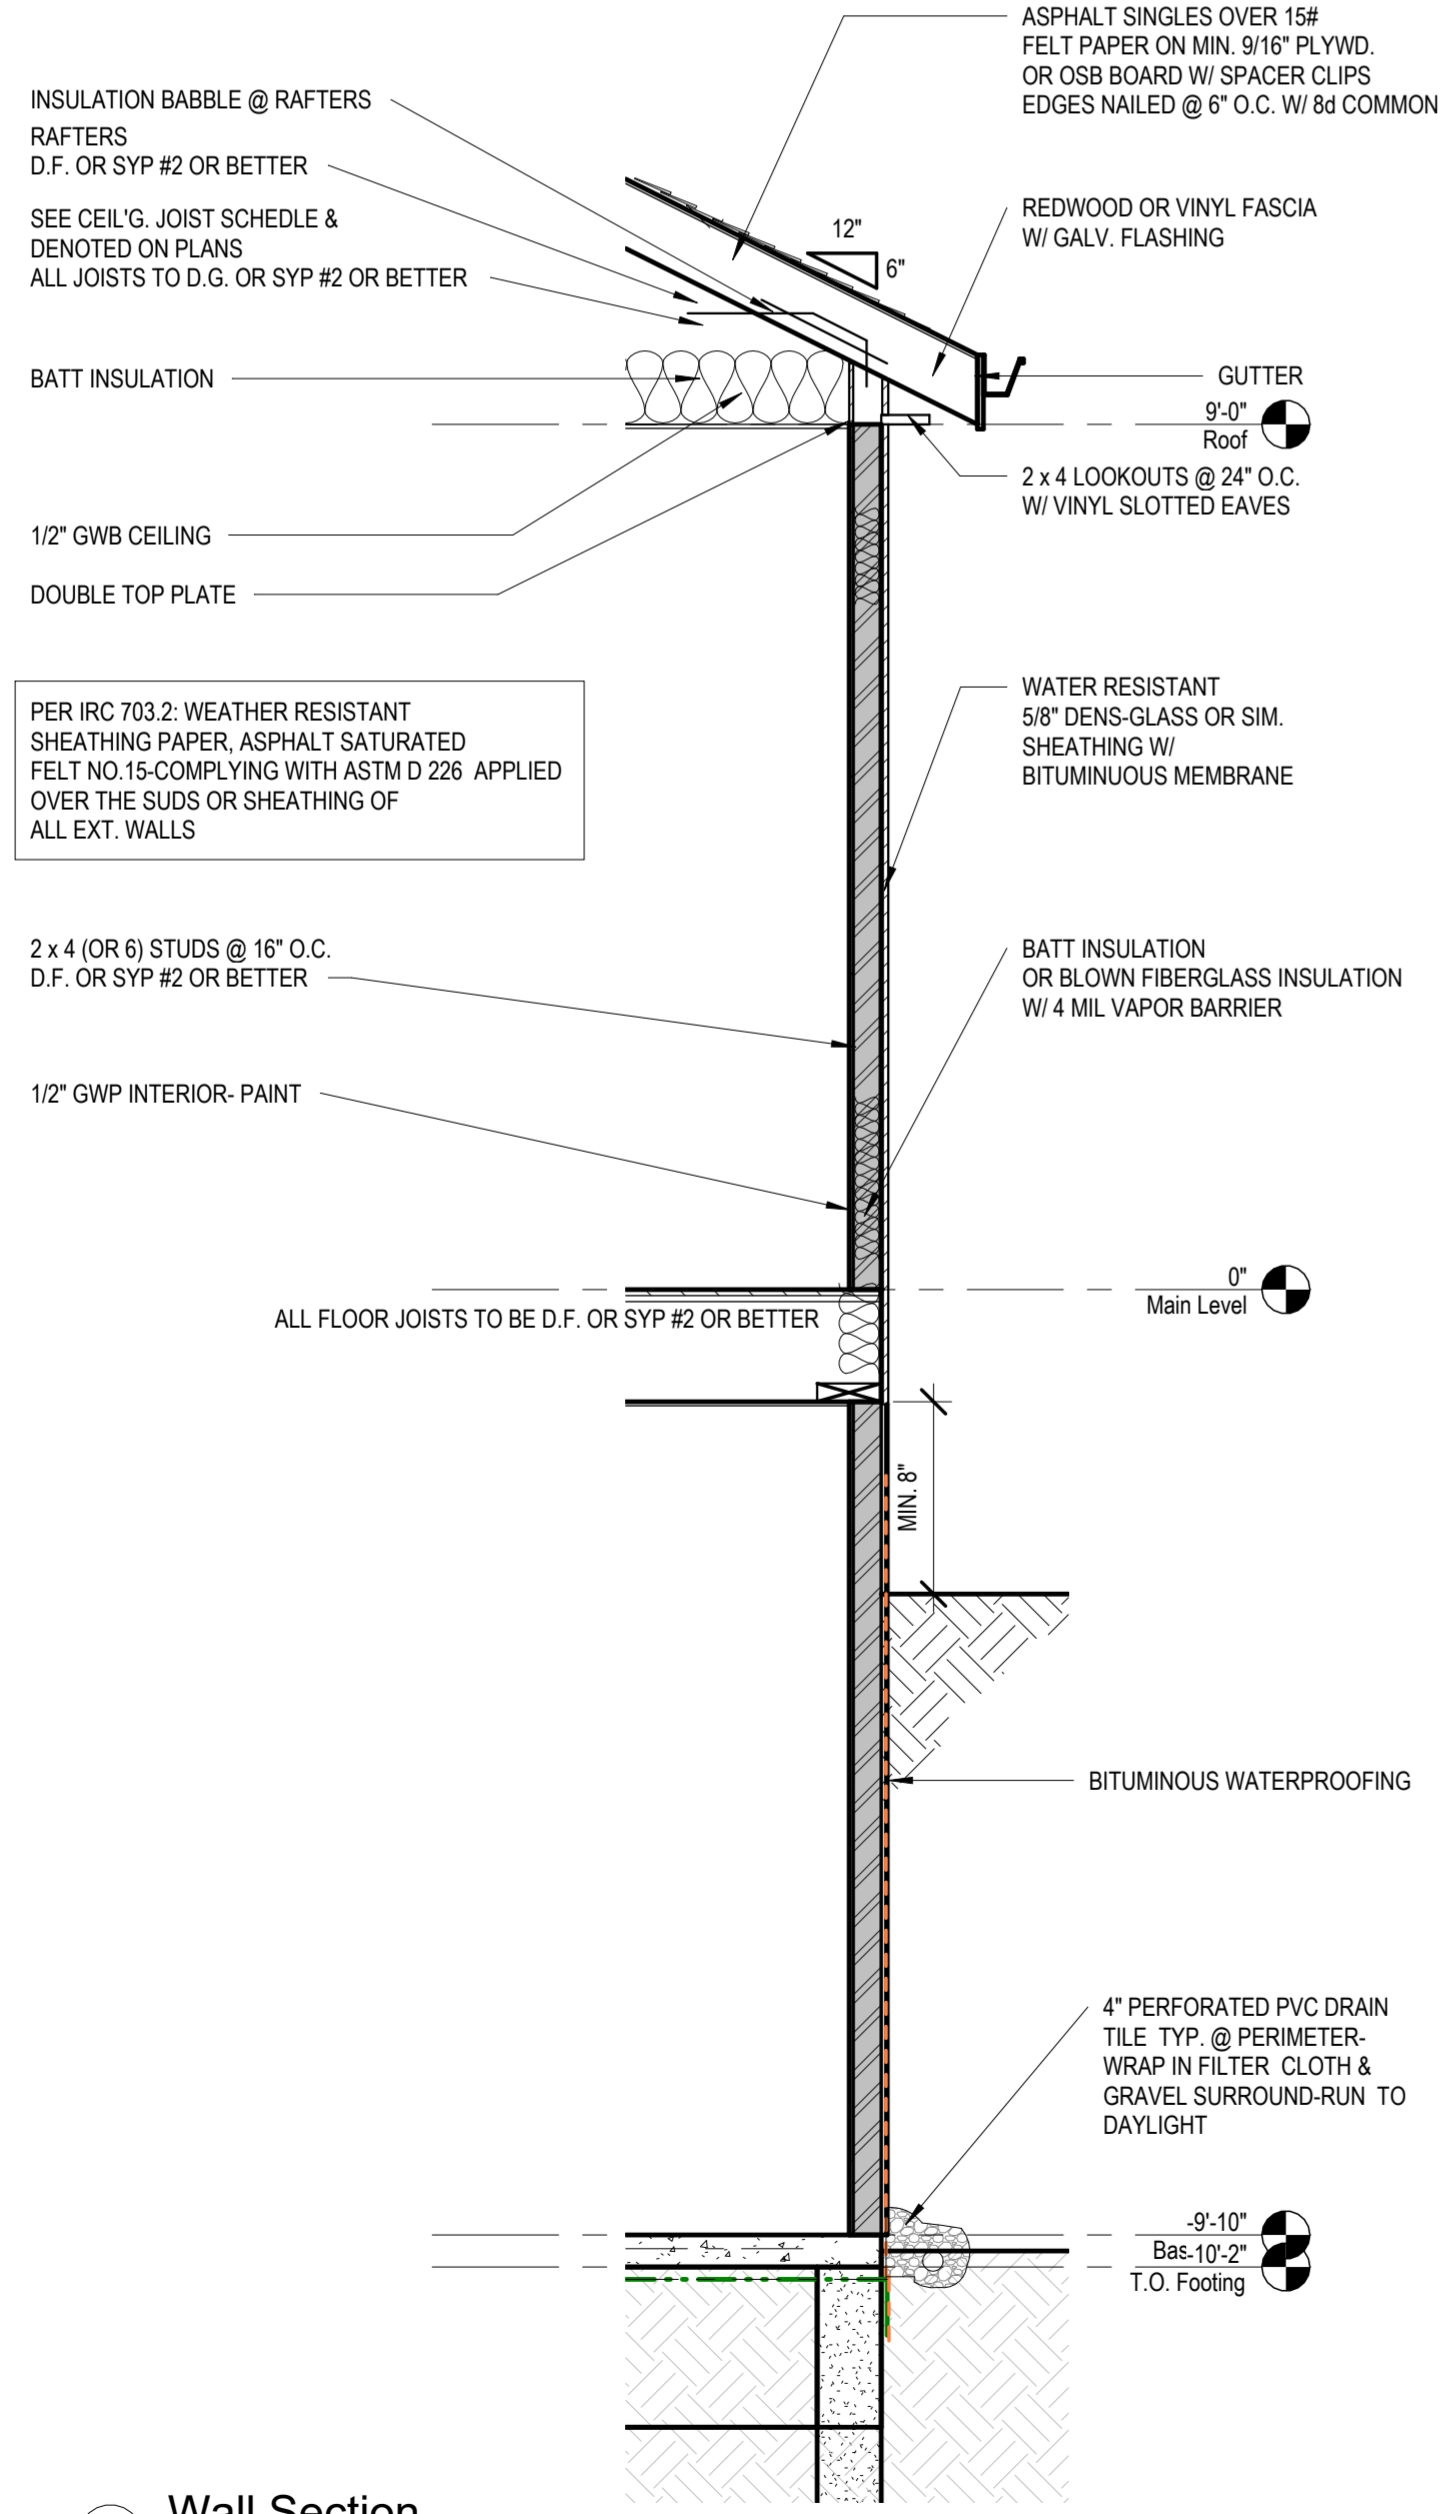 ASPHALT SINGLES OVER 15#
FELT PAPER ON MIN. 9/16" PLYWD.
OR OSB BOARD W/ SPACER CLIPS
EDGES NAILED @ 6" O.C. W/ 8d COMMON
INSULATION BABBLE @ RAFTERS
RAFTERS
D.F. OR SYP #2 OR BETTER
SEE CEIL'G. JOIST SCHEDLE &
DENOTED ON PLANS
ALL JOISTS TO D.G. OR SYP #2 OR BETTER
REDWOOD OR VINYL FASCIA
W/ GALV. FLASHING
12"
6"
BATT INSULATION
GUTTER
9'-0"
Roof
2 x 4 LOOKOUTS @ 24" O.C.
W/ VINYL SLOTTED EAVES
1/2" GWB CEILING
DOUBLE TOP PLATE
PER IRC 703.2: WEATHER RESISTANT
SHEATHING PAPER, ASPHALT SATURATED
FELT NO.15-COMPLYING WITH ASTM D 226 APPLIED
OVER THE SUDS OR SHEATHING OF
ALL EXT. WALLS
WATER RESISTANT
5/8" DENS-GLASS OR SIM.
SHEATHING W/
BITUMINUOUS MEMBRANE
2 x 4 (OR 6) STUDS @ 16" O.C.
D.F. OR SYP #2 OR BETTER
BATT INSULATION
OR BLOWN FIBERGLASS INSULATION
W/ 4 MIL VAPOR BARRIER
1/2" GWP INTERIOR- PAINT
0"
Main Level
ALL FLOOR JOISTS TO BE D.F. OR SYP #2 OR BETTER
MIN. 8"
BITUMINOUS WATERPROOFING
4" PERFORATED PVC DRAIN
TILE TYP. @ PERIMETER-
WRAP IN FILTER CLOTH &
GRAVEL SURROUND-RUN TO
DAYLIGHT
-9'-10"
Bas
-10'-2"
T.O. Footing
Wall Section